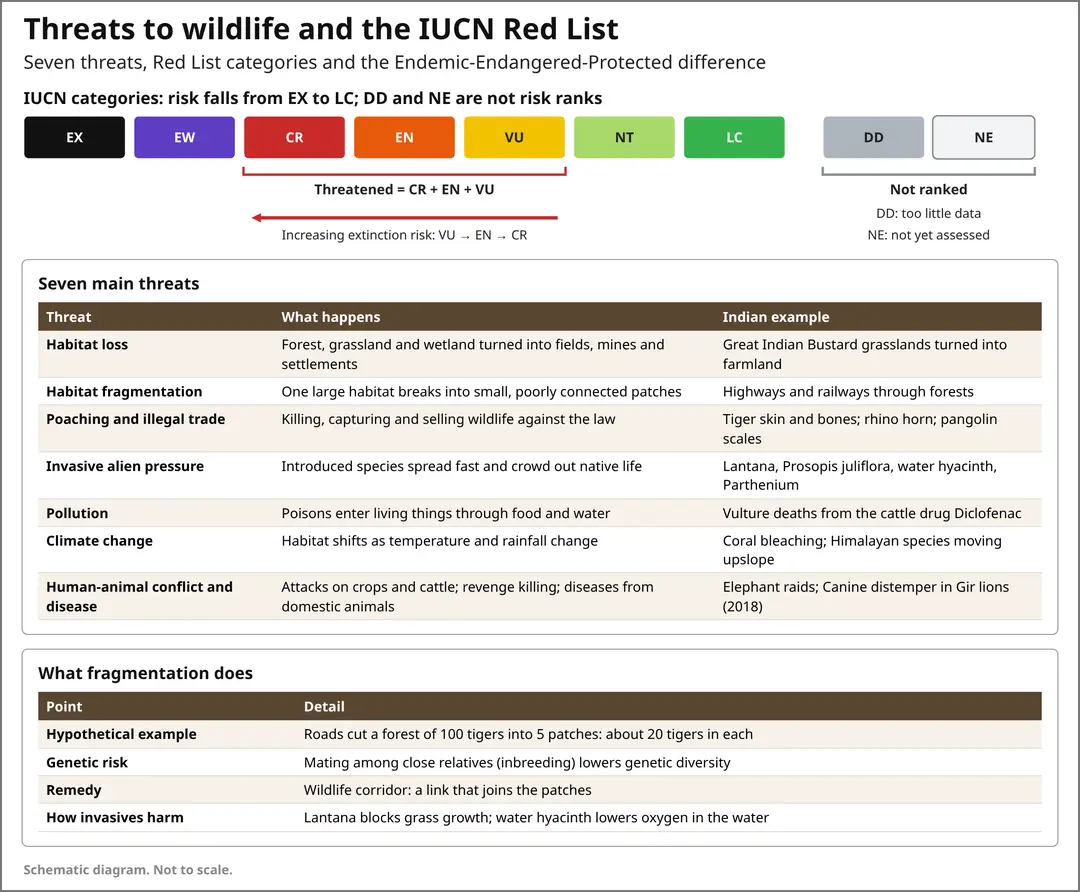 Threats to wildlife and the IUCN Red List
Seven threats, Red List categories and the Endemic-Endangered-Protected difference
IUCN categories: risk falls from EX to LC; DD and NE are not risk ranks
EX EW CR EN VU NT LC DD NE
Threatened = CR + EN + VU
Not ranked
DD: too little data
Increasing extinction risk: VU → EN → CR
NE: not yet assessed
Seven main threats
Threat What happens Indian example
Habitat loss Forest, grassland and wetland turned into fields, mines and Great Indian Bustard grasslands turned into
settlements farmland
Habitat fragmentation One large habitat breaks into small, poorly connected patches Highways and railways through forests
Poaching and illegal trade Killing, capturing and selling wildlife against the law Tiger skin and bones; rhino horn; pangolin
scales
Invasive alien pressure Introduced species spread fast and crowd out native life Lantana, Prosopis juliflora, water hyacinth,
Parthenium
Pollution Poisons enter living things through food and water Vulture deaths from the cattle drug Diclofenac
Climate change Habitat shifts as temperature and rainfall change Coral bleaching; Himalayan species moving
upslope
Human-animal conflict and Attacks on crops and cattle; revenge killing; diseases from Elephant raids; Canine distemper in Gir lions
disease domestic animals (2018)
What fragmentation does
Point Detail
Hypothetical example Roads cut a forest of 100 tigers into 5 patches: about 20 tigers in each
Genetic risk Mating among close relatives (inbreeding) lowers genetic diversity
Remedy Wildlife corridor: a link that joins the patches
How invasives harm Lantana blocks grass growth; water hyacinth lowers oxygen in the water
Schematic diagram. Not to scale.